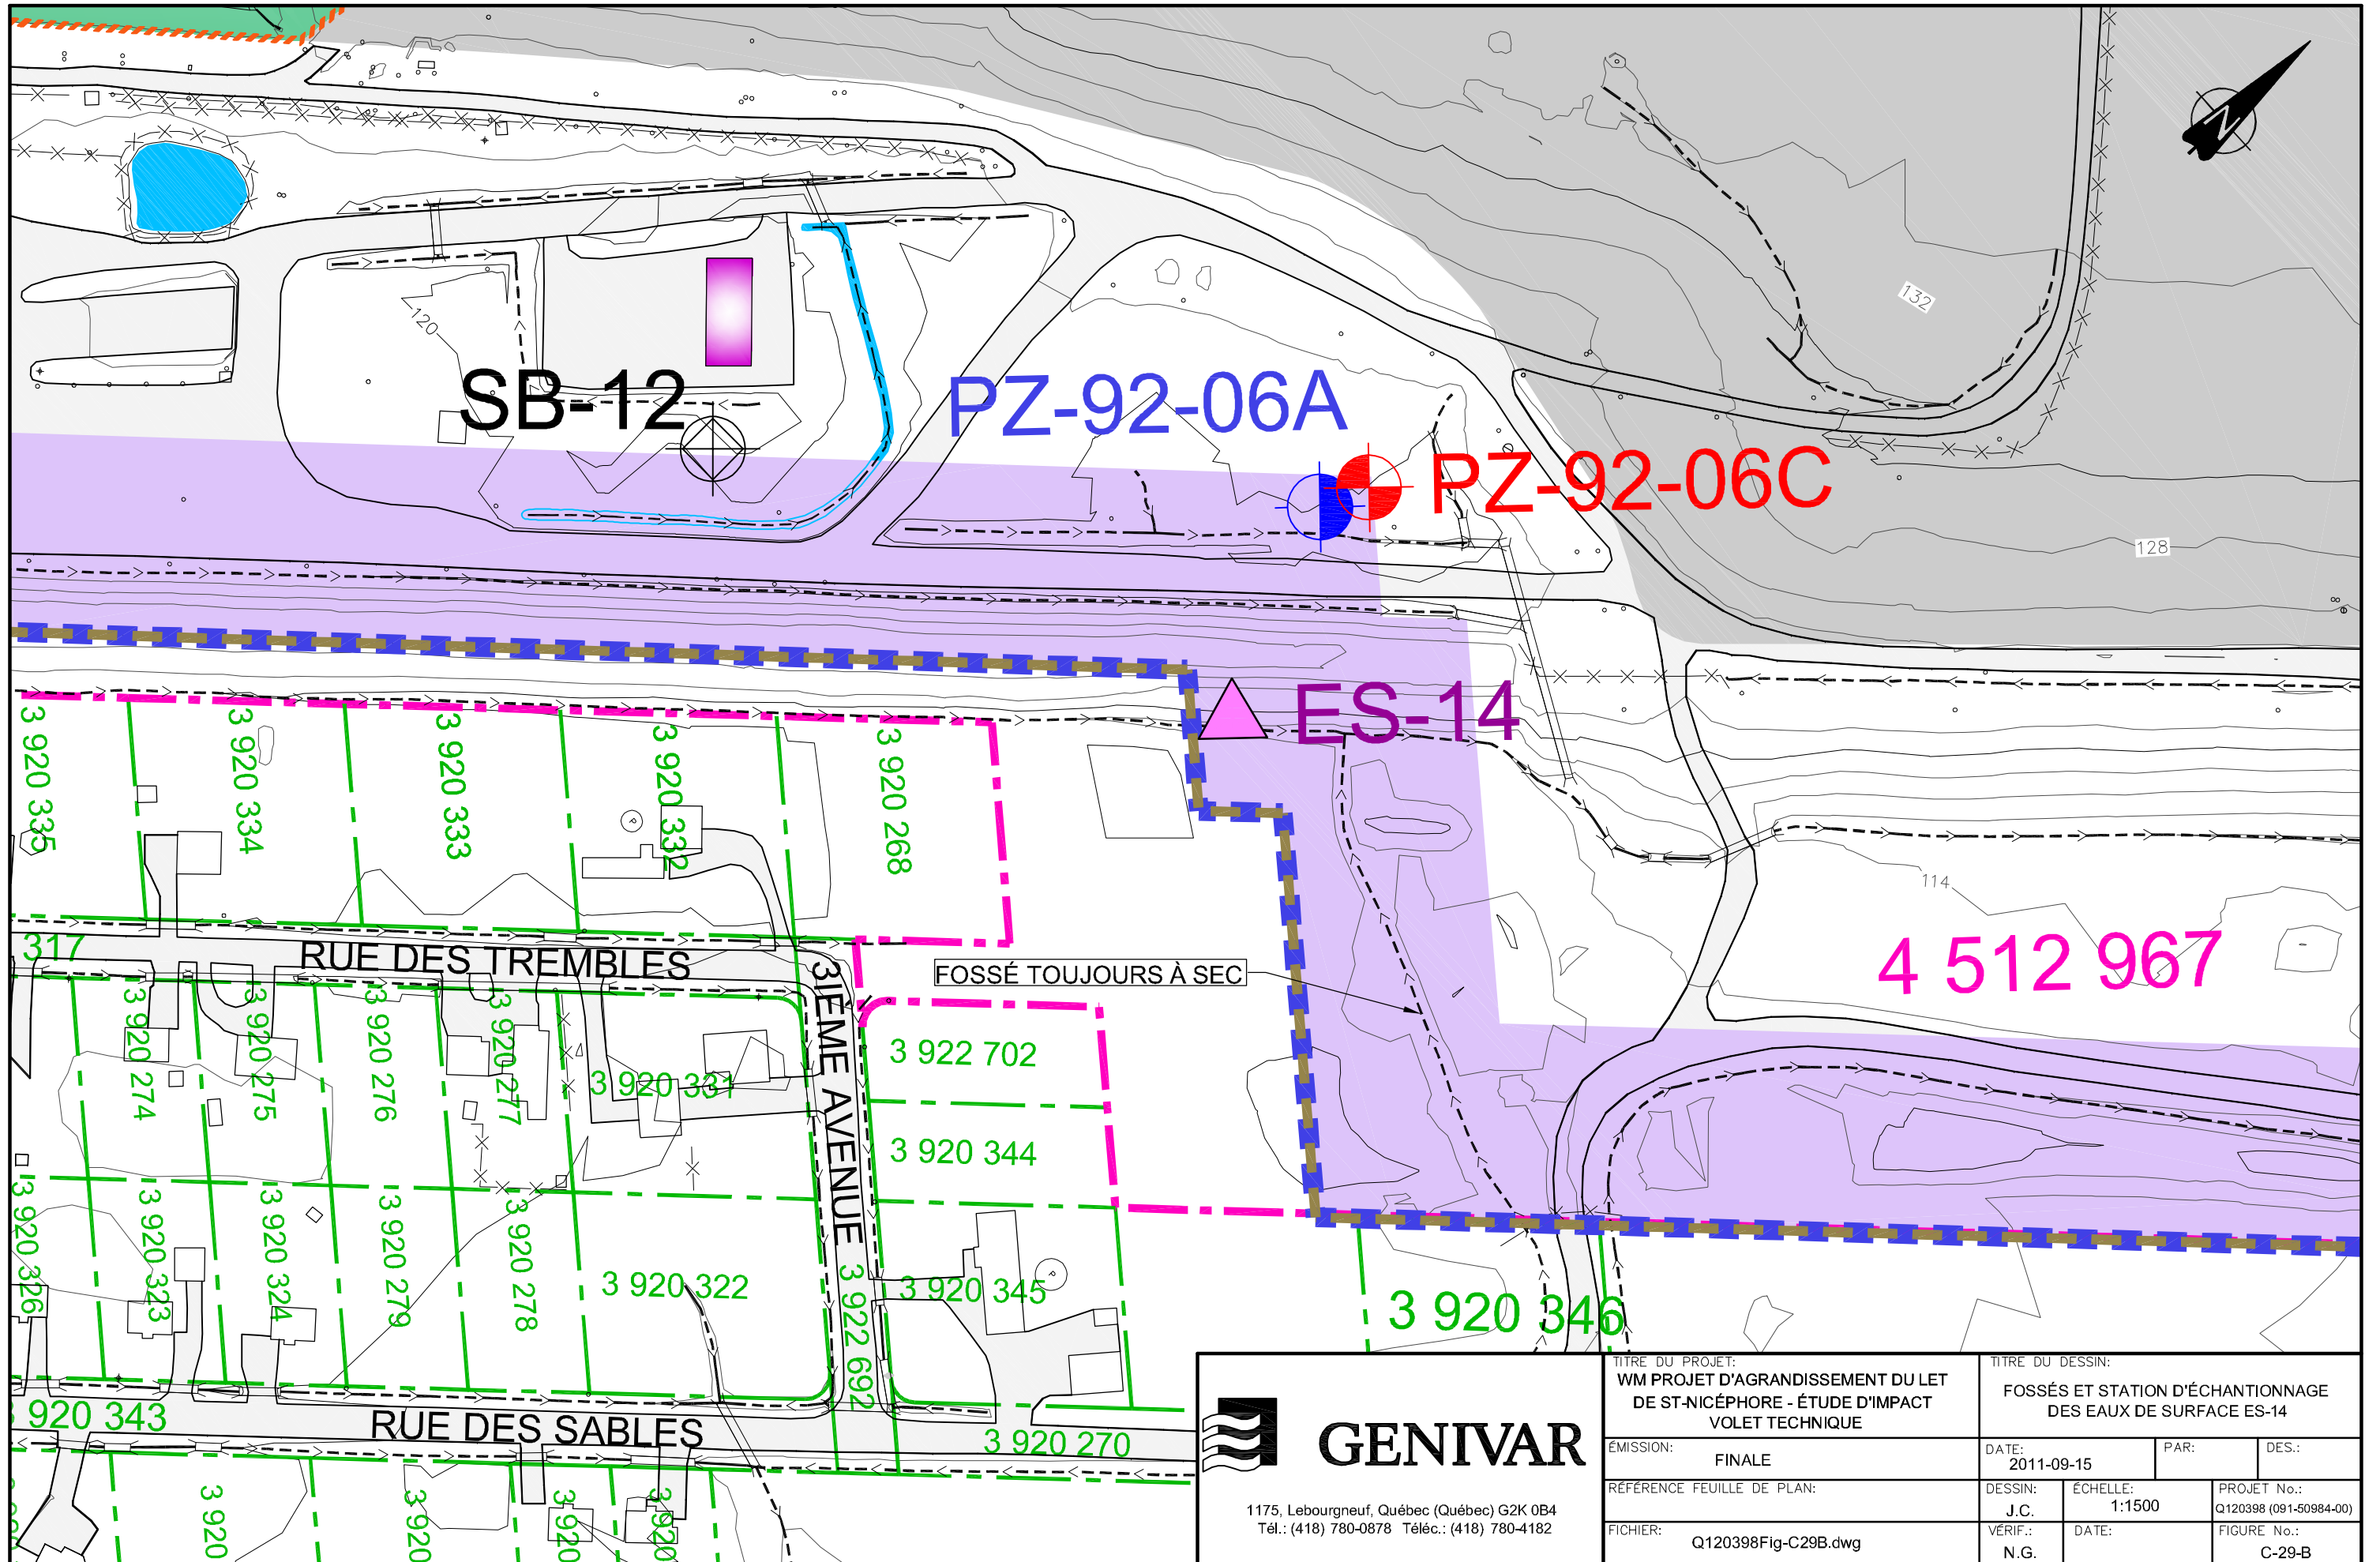 N
132
120
SB-12
PZ-92-06A
PZ-92-06C
128
ES-14
3 920 335
3 920 334
3 920 333
3 920 332
3 920 268
114
317
RUE DES TREMBLES
FOSSÉ TOUJOURS À SEC
4 512 967
3IÈME AVENUE
3 920 274
3 920 275
3 920 276
3 920 277
3 920 331
3 922 702
3 920 344
3 920 326
3 920 323
3 920 324
3 920 279
3 920 278
3 920 322
3 922 692
3 920 345
3 920 346
920 343
RUE DES SABLES
3 920 270
3 920
3 920
3 920
3 920
GENIVAR
1175, Lebourgneuf, Québec (Québec) G2K 0B4
Tél.: (418) 780-0878 Téléc.: (418) 780-4182
TITRE DU PROJET:
WM PROJET D'AGRANDISSEMENT DU LET
DE ST-NICÉPHORE - ÉTUDE D'IMPACT
VOLET TECHNIQUE
TITRE DU DESSIN:
FOSSÉS ET STATION D'ÉCHANTIONNAGE
DES EAUX DE SURFACE ES-14
ÉMISSION:
FINALE
DATE:
2011-09-15
PAR:
DES.:
RÉFÉRENCE FEUILLE DE PLAN:
DESSIN:
J.C.
ÉCHELLE:
1:1500
PROJET No.:
Q120398 (091-50984-00)
FICHIER:
Q120398Fig-C29B.dwg
VÉRIF.:
N.G.
DATE:
FIGURE No.:
C-29-B